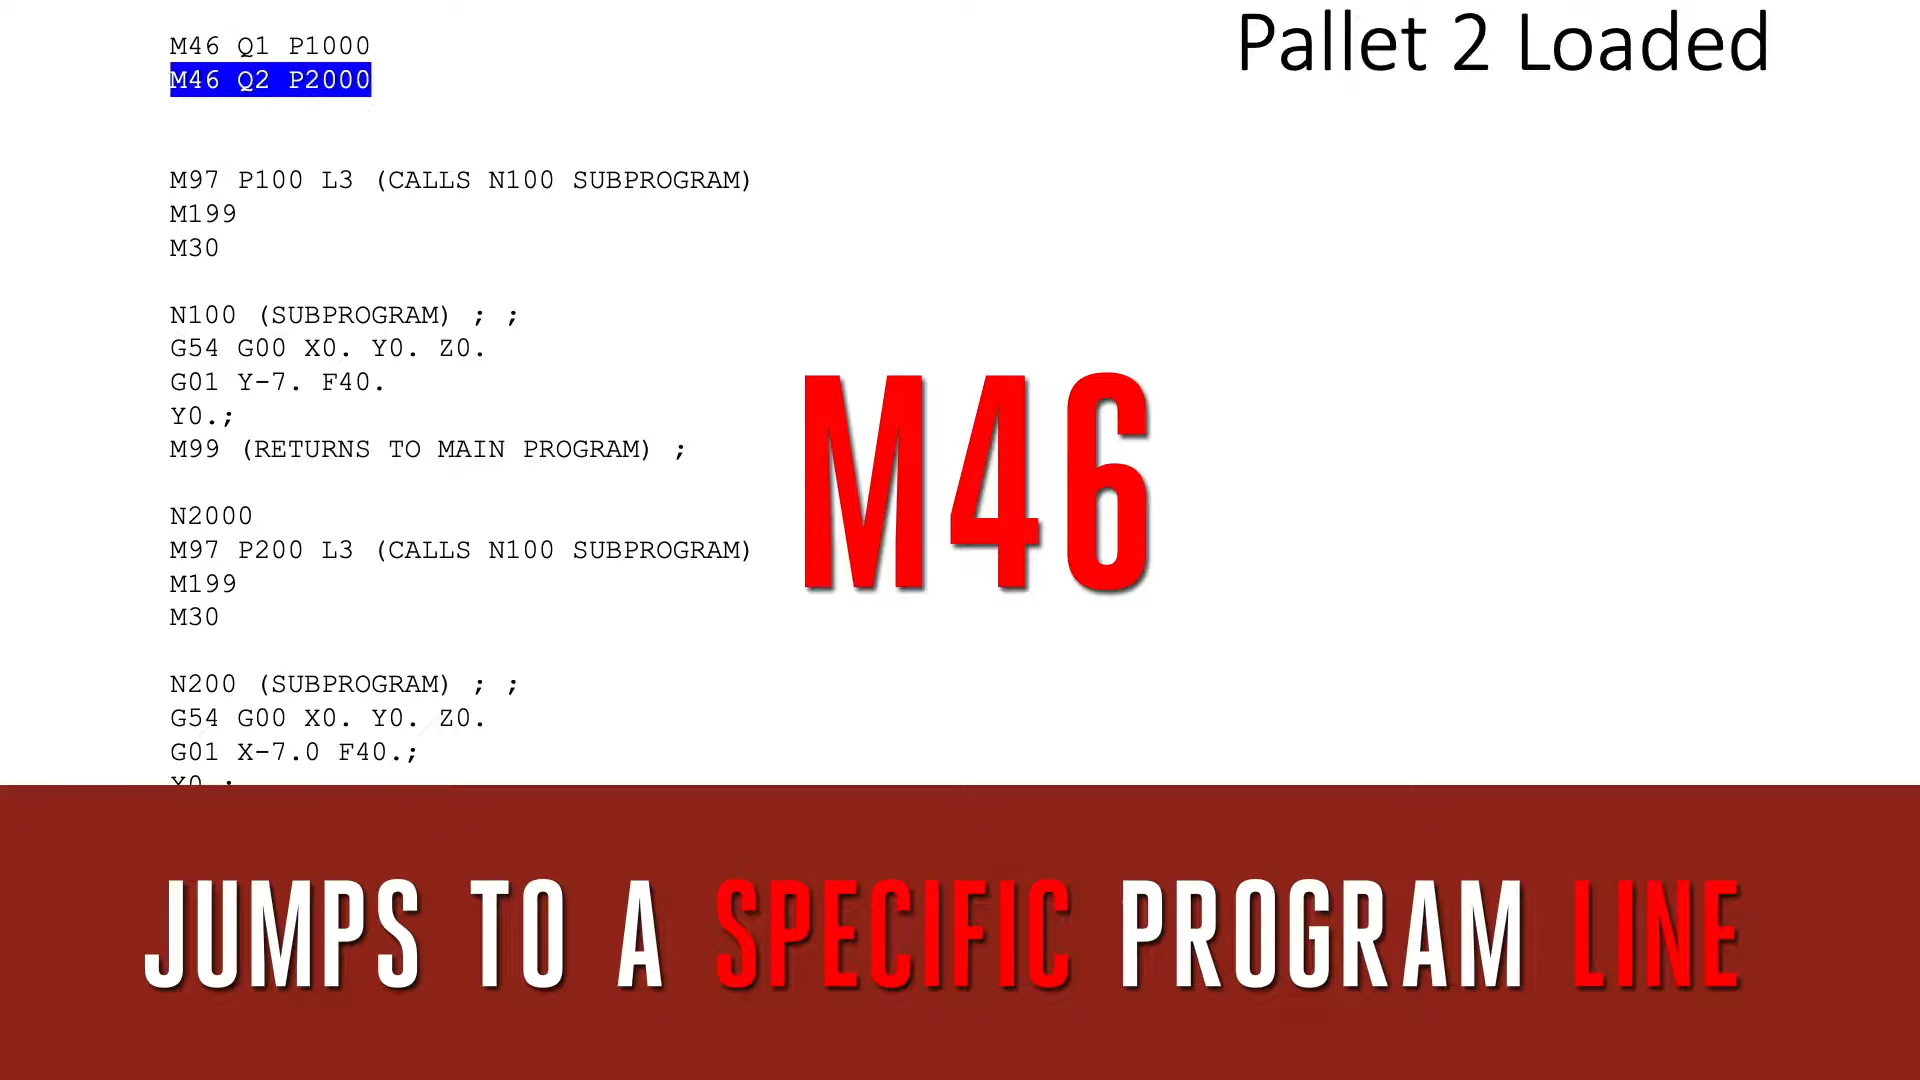 M46 Q1 P1000
M46 Q2 P2000
Pallet 2 Loaded
M97 P100 L3 (CALLS N100 SUBPROGRAM)
M199
M30
N100 (SUBPROGRAM) ; ;
G54 G00 X0. Y0. Z0.
G01 Y-7. F40.
Y0.;
M99 (RETURNS TO MAIN PROGRAM) ;
N2000
M97 P200 L3 (CALLS N100 SUBPROGRAM)
M199
M30
N200 (SUBPROGRAM) ; ;
G54 G00 X0. Y0. Z0.
G01 X-7.0 F40.;
M46
JUMPS TO A SPECIFIC PROGRAM LINE